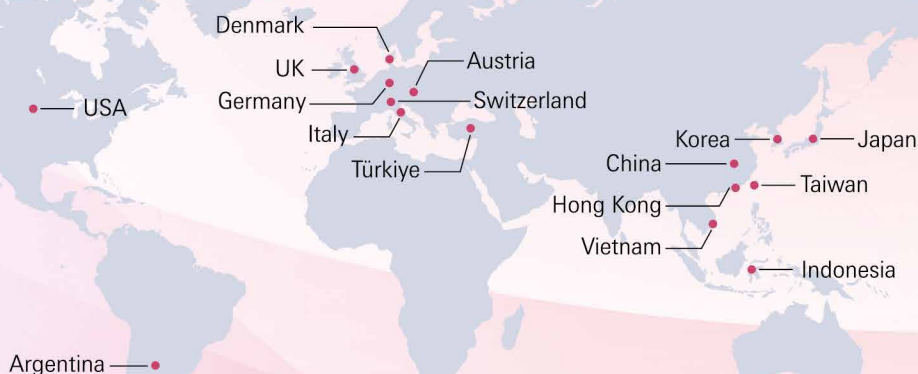 Denmark
UK
Austria
Germany
Switzerland
USA
Italy
Türkiye
Korea
Japan
China
Taiwan
Hong Kong
Vietnam
Indonesia
Argentina